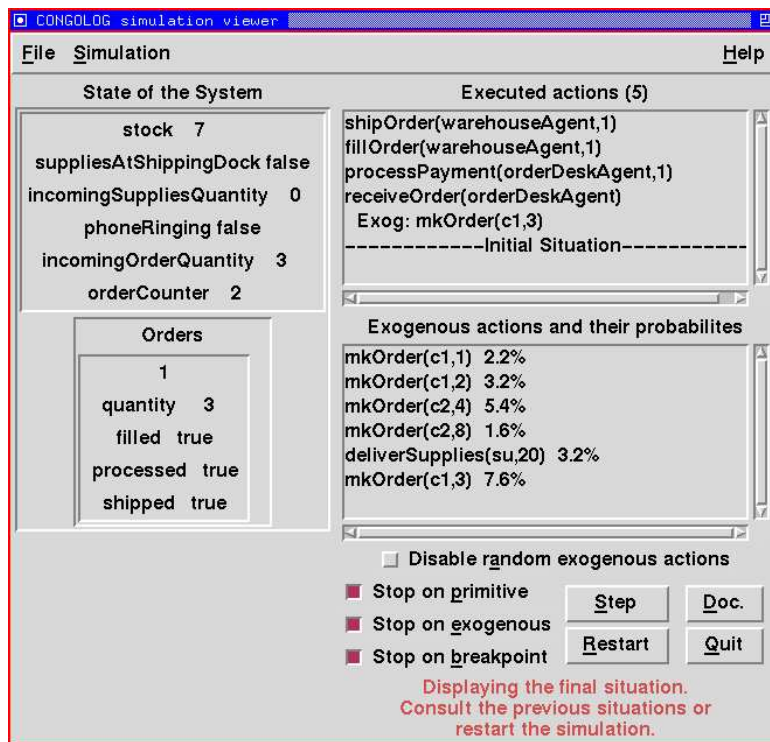 CONGOLOG simulation viewer
File Simulation Help
State of the System
stock 7
suppliesAtShippingDock false
incomingSuppliesQuantity 0
phoneRinging false
incomingOrderQuantity 3
orderCounter 2
Orders
1
quantity 3
filled true
processed true
shipped true
Executed actions (5)
shipOrder(warehouseAgent,1)
fillOrder(warehouseAgent,1)
processPayment(orderDeskAgent,1)
receiveOrder(orderDeskAgent)
Exog: mkOrder(c1,3)
------------Initial Situation-----------
Exogenous actions and their probabilites
mkOrder(c1,1) 2.2%
mkOrder(c1,2) 3.2%
mkOrder(c2,4) 5.4%
mkOrder(c2,8) 1.6%
deliverSupplies(su,20) 3.2%
mkOrder(c1,3) 7.6%
Disable random exogenous actions
Stop on primitive
Stop on exogenous
Stop on breakpoint
Step Doc.
Restart Quit
Displaying the final situation.
Consult the previous situations or
restart the simulation.